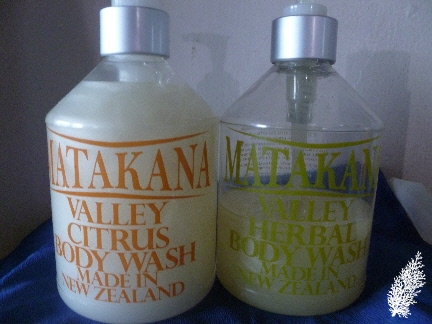 MATAKANA
VALLEY
CITRUS
BODY WASH
MADE IN
NEW ZEALAND
MATAKANA
VALLEY
HERBAL
BODY WASH
MADE IN
NEW ZEALAND